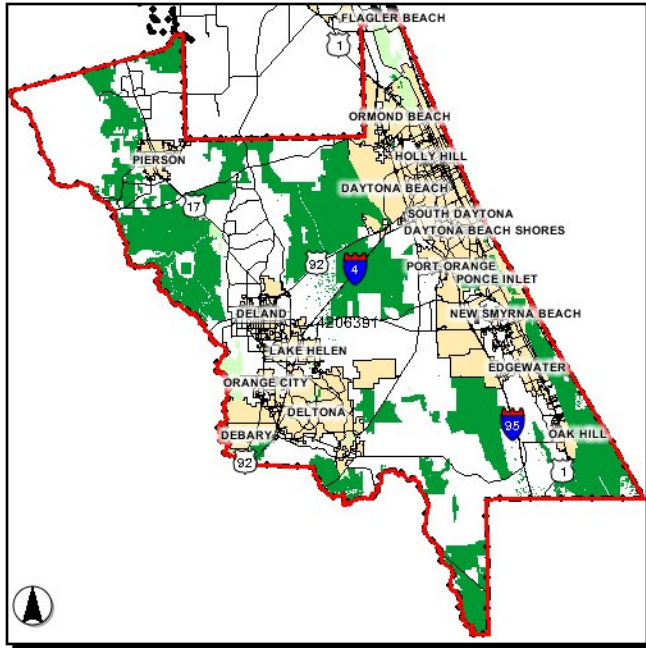 FLAGLER BEACH
1
ORMOND BEACH
HOLLY HILL
PIERSON
DAYTONA BEACH
17
SOUTH DAYTONA
DAYTONA BEACH SHORES
92
4
PORT ORANGE
PONCE INLET
DELAND
4206391
NEW SMYRNA BEACH
LAKE HELEN
EDGEWATER
ORANGE CITY
DELTONA
95
DEBARY
OAK HILL
92
1